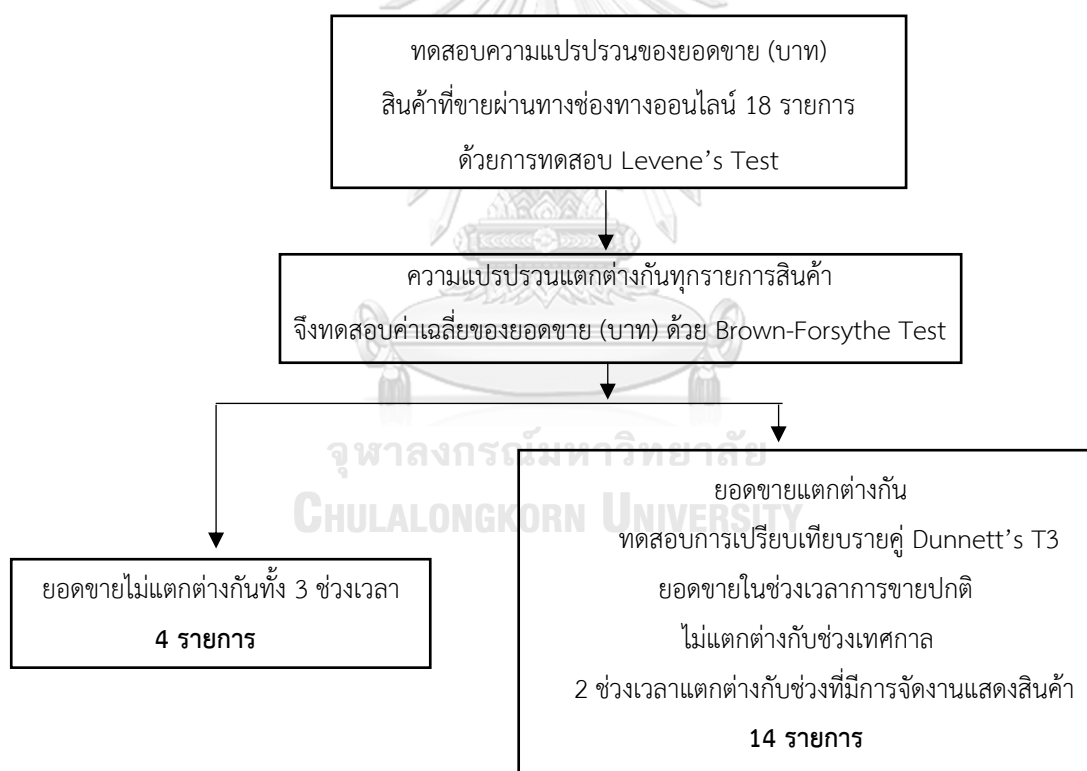 ทดสอบความแปรปรวนของยอดขาย (บาท)
สินค้าที่ขายผ่านทางช่องทางออนไลน์ 18 รายการ
ด้วยการทดสอบ Levene’s Test
ความแปรปรวนแตกต่างกันทุกรายการสินค้า
จึงทดสอบค่าเฉลี่ยของยอดขาย (บาท) ด้วย Brown-Forsythe Test
จุฬาลงกรณ์มหาวิทยาลัย
CHULALONGKORN UNIVERSITY
ยอดขายไม่แตกต่างกันทั้ง 3 ช่วงเวลา
4 รายการ
ยอดขายแตกต่างกัน
ทดสอบการเปรียบเทียบรายคู่ Dunnett’s T3
ยอดขายในช่วงเวลาการขายปกติ
ไม่แตกต่างกับช่วงเทศกาล
2 ช่วงเวลาแตกต่างกับช่วงที่มีการจัดงานแสดงสินค้า
14 รายการ